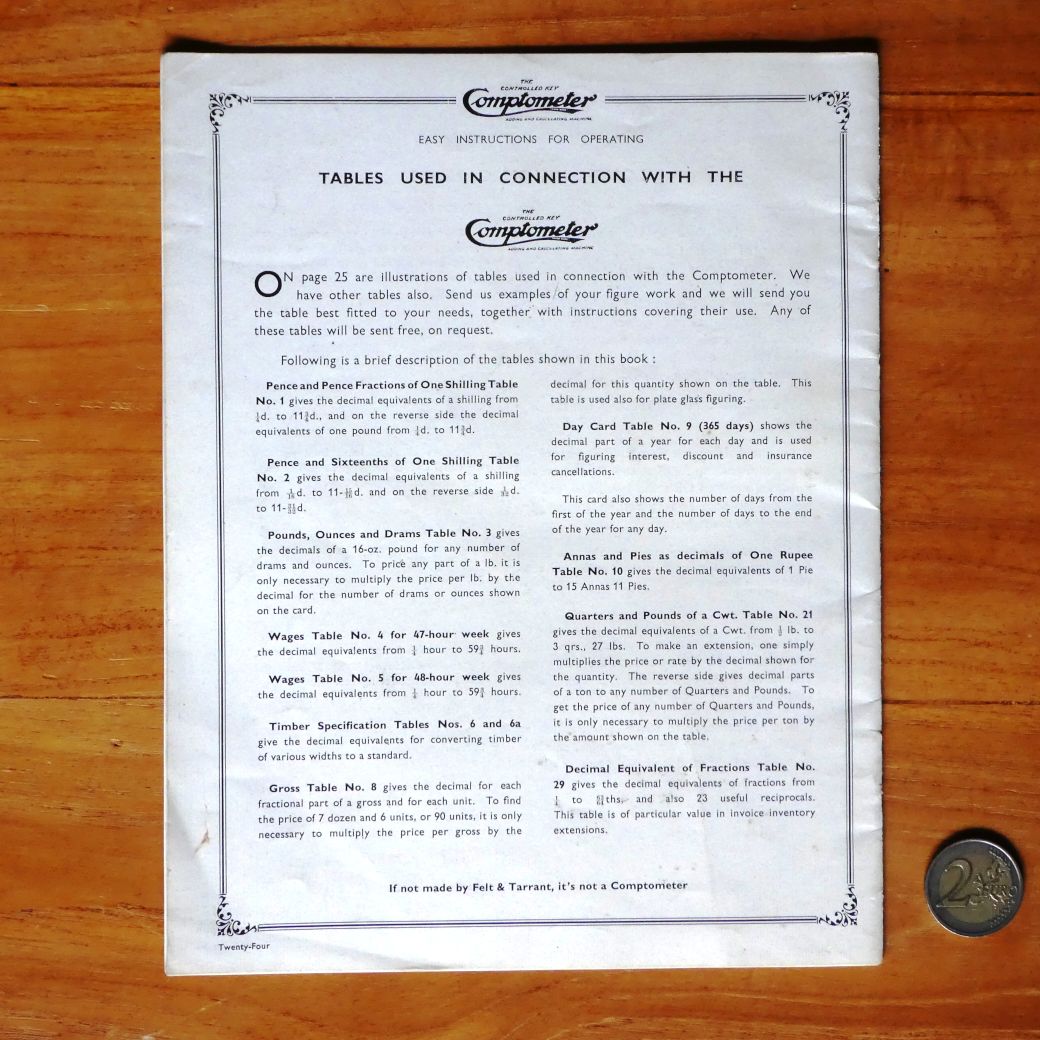 THE
CONTROLLED KEY
Comptometer
ADDING AND CALCULATING MACHINE
EASY INSTRUCTIONS FOR OPERATING
TABLES USED IN CONNECTION WITH THE
THE
CONTROLLED KEY
Comptometer
ADDING AND CALCULATING MACHINE
ON page 25 are illustrations of tables used in connection with the Comptometer. We
have other tables also. Send us examples of your figure work and we will send you
the table best fitted to your needs, together with instructions covering their use. Any of
these tables will be sent free, on request.
Following is a brief description of the tables shown in this book :
Pence and Pence Fractions of One Shilling Table
No. 1 gives the decimal equivalents of a shilling from
¼d. to 11¾d., and on the reverse side the decimal
equivalents of one pound from ¼d. to 11¾d.
Pence and Sixteenths of One Shilling Table
No. 2 gives the decimal equivalents of a shilling
from 1/16d. to 11-15/16d. and on the reverse side 1/32d.
to 11-31/32d.
Pounds, Ounces and Drams Table No. 3 gives
the decimals of a 16-oz. pound for any number of
drams and ounces. To price any part of a lb. it is
only necessary to multiply the price per lb. by the
decimal for the number of drams or ounces shown
on the card.
Wages Table No. 4 for 47-hour week gives
the decimal equivalents from ¼ hour to 59¾ hours.
Wages Table No. 5 for 48-hour week gives
the decimal equivalents from ¼ hour to 59¾ hours.
Timber Specification Tables Nos. 6 and 6a
give the decimal equivalents for converting timber
of various widths to a standard.
Gross Table No. 8 gives the decimal for each
fractional part of a gross and for each unit. To find
the price of 7 dozen and 6 units, or 90 units, it is only
necessary to multiply the price per gross by the
decimal for this quantity shown on the table. This
table is used also for plate glass figuring.
Day Card Table No. 9 (365 days) shows the
decimal part of a year for each day and is used
for figuring interest, discount and insurance
cancellations.
This card also shows the number of days from the
first of the year and the number of days to the end
of the year for any day.
Annas and Pies as decimals of One Rupee
Table No. 10 gives the decimal equivalents of 1 Pie
to 15 Annas 11 Pies.
Quarters and Pounds of a Cwt. Table No. 21
gives the decimal equivalents of a Cwt. from ½ lb. to
3 qrs., 27 lbs. To make an extension, one simply
multiplies the price or rate by the decimal shown for
the quantity. The reverse side gives decimal parts
of a ton to any number of Quarters and Pounds. To
get the price of any number of Quarters and Pounds,
it is only necessary to multiply the price per ton by
the amount shown on the table.
Decimal Equivalent of Fractions Table No.
29 gives the decimal equivalents of fractions from
to ths, and also 23 useful reciprocals.
This table is of particular value in invoice inventory
extensions.
If not made by Felt & Tarrant, it's not a Comptometer
Twenty-Four
2 EURO